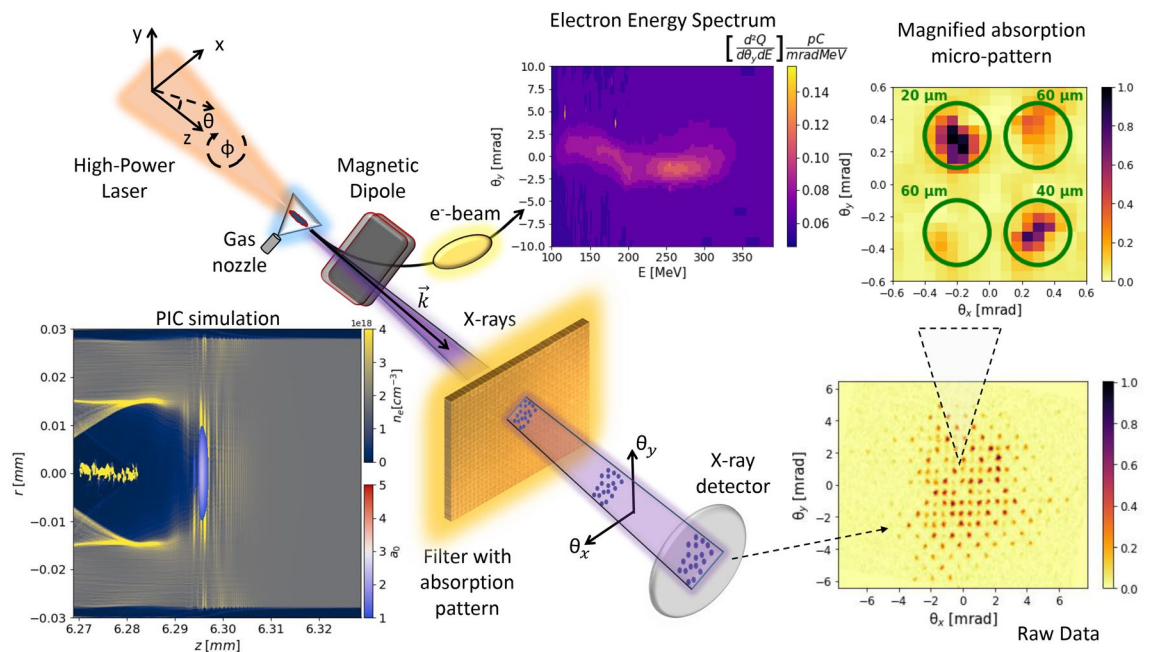 y
x
z
θ
ϕ
High-Power
Laser
Gas
nozzle
Magnetic
Dipole
e⁻-beam
k⃗
X-rays
Filter with
absorption
pattern
θy
θx
X-ray
detector
Electron Energy Spectrum
[d²Q/dθydE] pC/mradMeV
10.0
7.5
5.0
2.5
0.0
−2.5
−5.0
−7.5
−10.0
θy [mrad]
100 150 200 250 300 350
E [MeV]
0.14
0.12
0.10
0.08
0.06
Magnified absorption
micro-pattern
20 µm 60 µm
60 µm 40 µm
0.6
0.4
0.2
0.0
−0.2
−0.4
−0.6
θy [mrad]
−0.6 −0.4 −0.2 0.0 0.2 0.4 0.6
θx [mrad]
1.0
0.8
0.6
0.4
0.2
0.0
PIC simulation
0.03
0.02
0.01
0.00
−0.01
−0.02
−0.03
r [mm]
6.27 6.28 6.29 6.30 6.31 6.32
z [mm]
1e18
4
3
2
1
0
ne[cm⁻³]
5
4
3
2
1
a0
6
4
2
0
−2
−4
−6
θy [mrad]
−6 −4 −2 0 2 4 6
θx [mrad]
1.0
0.8
0.6
0.4
0.2
0.0
Raw Data